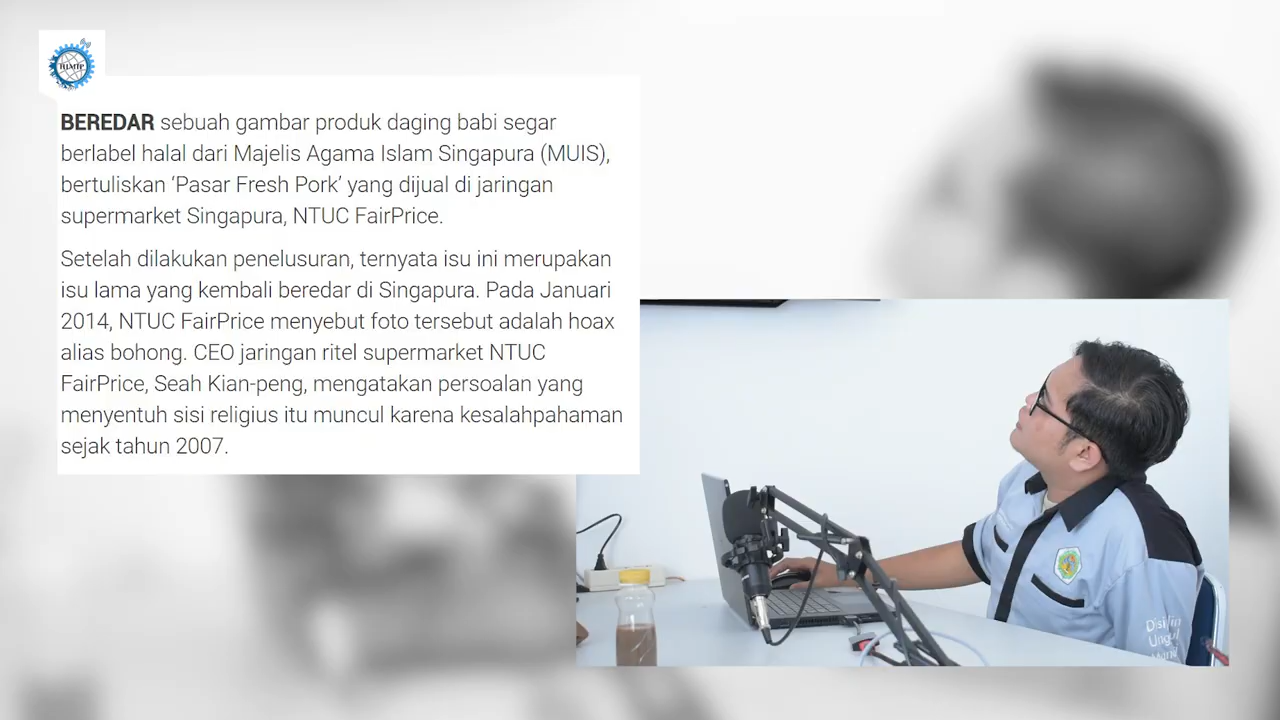 BEREDAR sebuah gambar produk daging babi segar
berlabel halal dari Majelis Agama Islam Singapura (MUIS),
bertuliskan ‘Pasar Fresh Pork’ yang dijual di jaringan
supermarket Singapura, NTUC FairPrice.
Setelah dilakukan penelusuran, ternyata isu ini merupakan
isu lama yang kembali beredar di Singapura. Pada Januari
2014, NTUC FairPrice menyebut foto tersebut adalah hoax
alias bohong. CEO jaringan ritel supermarket NTUC
FairPrice, Seah Kian-peng, mengatakan persoalan yang
menyentuh sisi religius itu muncul karena kesalahpahaman
sejak tahun 2007.